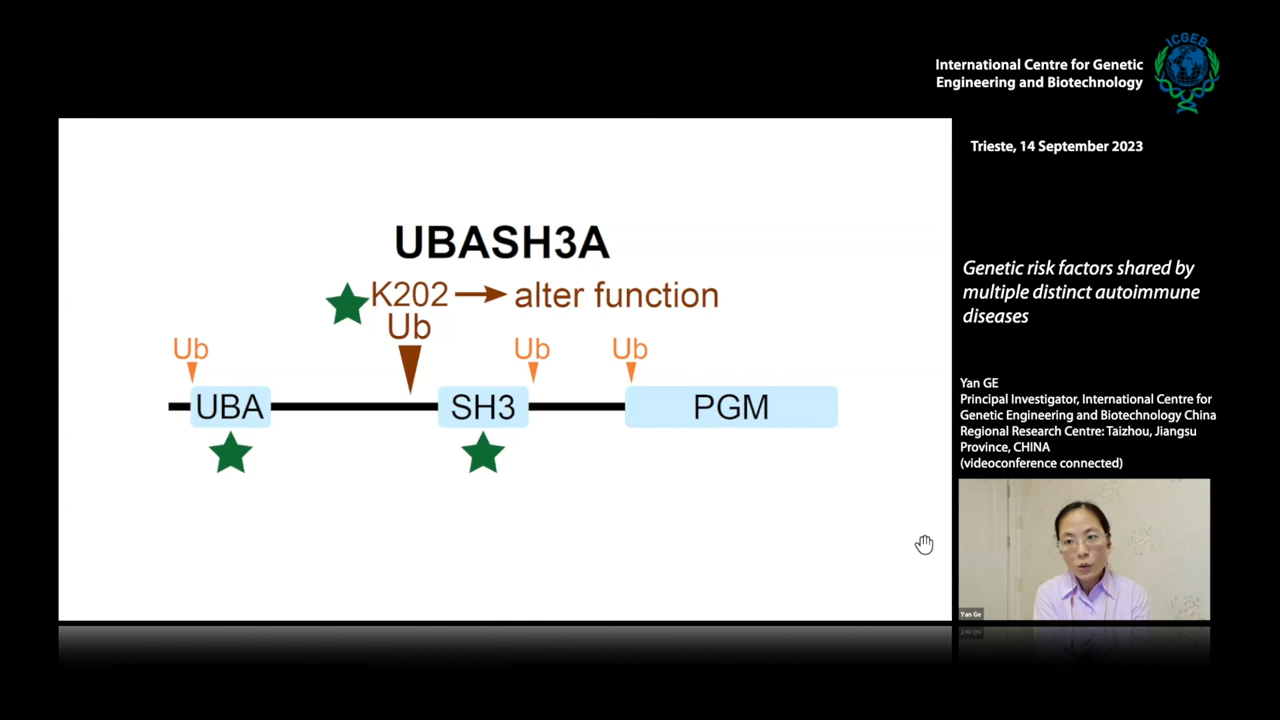 ICGEB
International Centre for Genetic
Engineering and Biotechnology
Trieste, 14 September 2023
UBASH3A
K202 → alter function
Ub
Ub Ub Ub
UBA SH3 PGM
Genetic risk factors shared by
multiple distinct autoimmune
diseases
Yan GE
Principal Investigator, International Centre for
Genetic Engineering and Biotechnology China
Regional Research Centre: Taizhou, Jiangsu
Province, CHINA
(videoconference connected)
Yan Ge